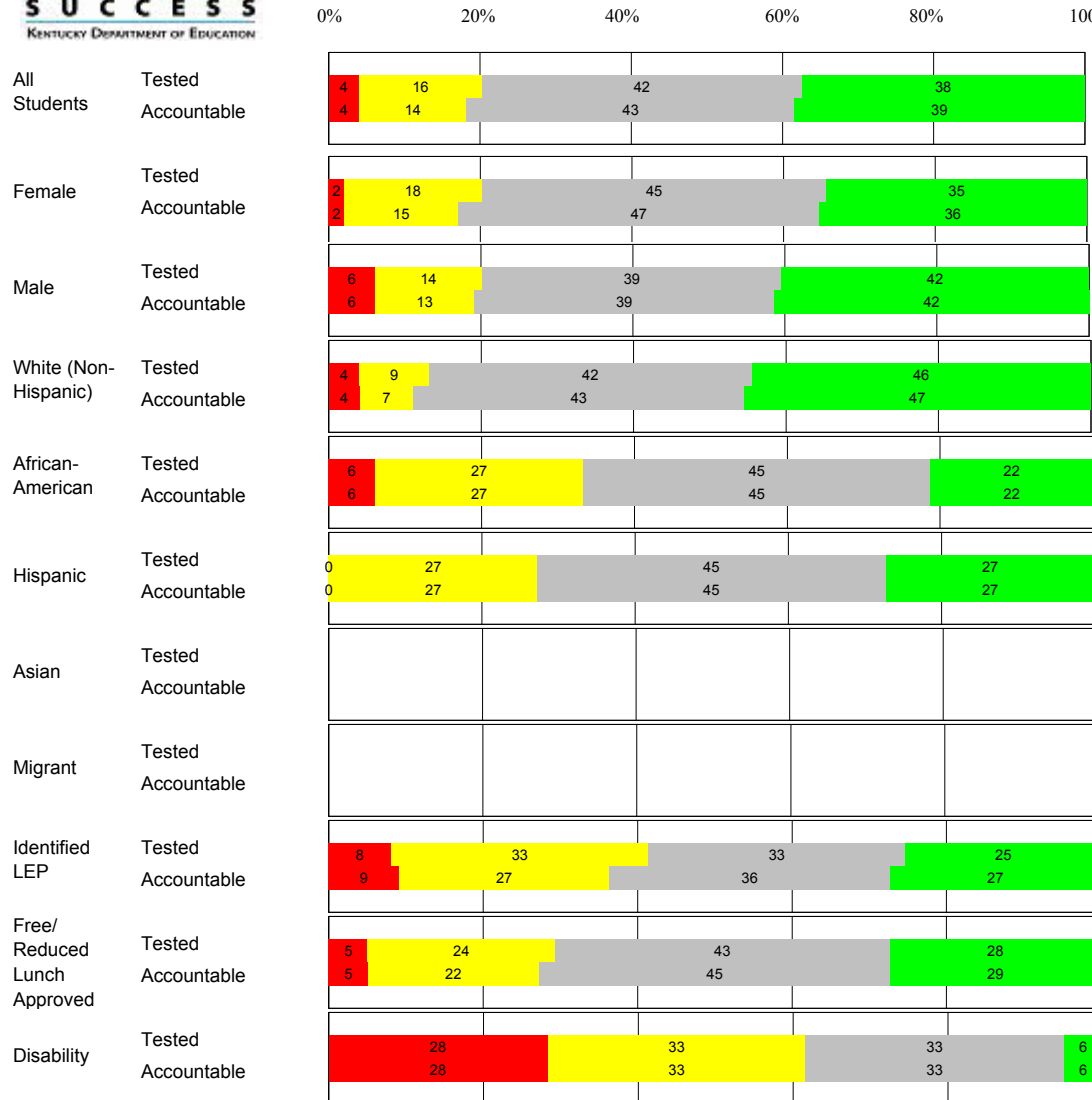 SUCCESS
KENTUCKY DEPARTMENT OF EDUCATION
0% 20% 40% 60% 80% 100
All Students
Tested 4 16 42 38
Accountable 4 14 43 39
Female
Tested 2 18 45 35
Accountable 2 15 47 36
Male
Tested 6 14 39 42
Accountable 6 13 39 42
White (Non-
Hispanic)
Tested 4 9 42 46
Accountable 4 7 43 47
African-
American
Tested 6 27 45 22
Accountable 6 27 45 22
Hispanic
Tested 0 27 45 27
Accountable 0 27 45 27
Asian
Tested
Accountable
Migrant
Tested
Accountable
Identified
LEP
Tested 8 33 33 25
Accountable 9 27 36 27
Free/
Reduced
Lunch
Approved
Tested 5 24 43 28
Accountable 5 22 45 29
Disability
Tested 28 33 33 6
Accountable 28 33 33 6